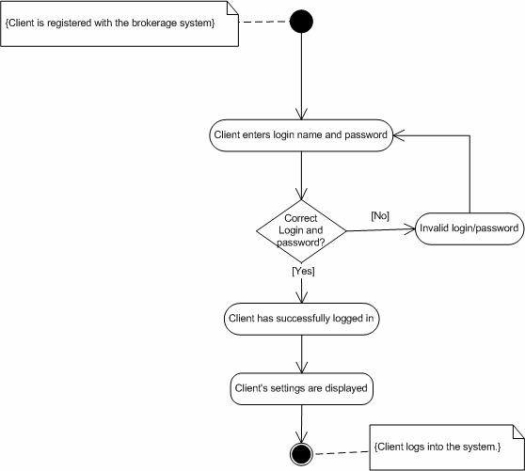 {Client is registered with the brokerage system}
Client enters login name and password
Correct
Login and
password?
[No]
Invalid login/password
[Yes]
Client has successfully logged in
Client's settings are displayed
{Client logs into the system.}